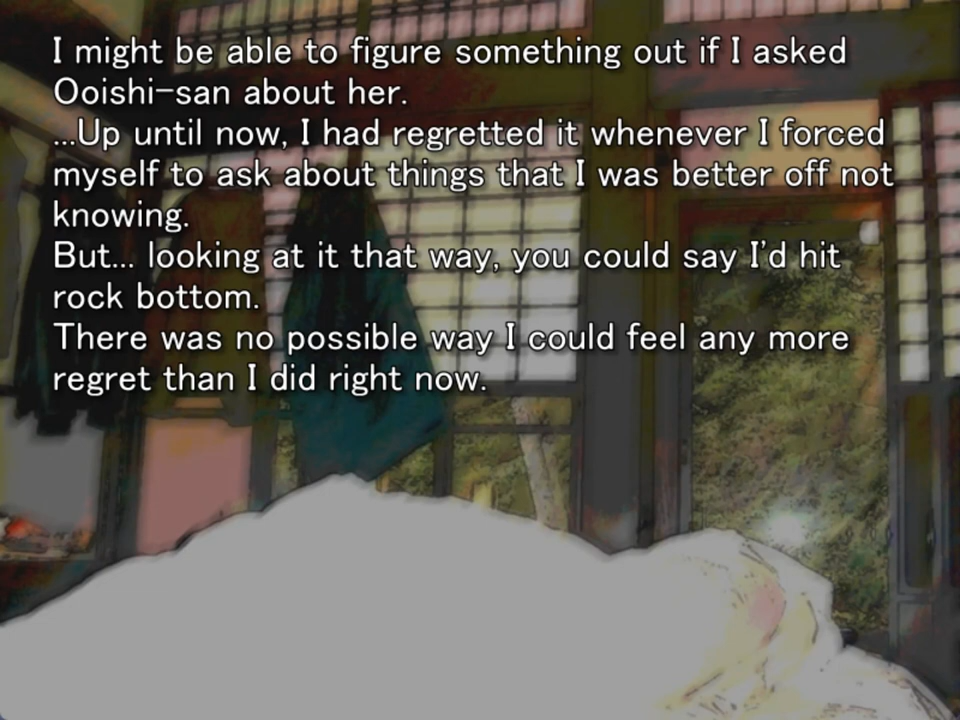 I might be able to figure something out if I asked
Ooishi-san about her.
...Up until now, I had regretted it whenever I forced
myself to ask about things that I was better off not
knowing.
But... looking at it that way, you could say I'd hit
rock bottom.
There was no possible way I could feel any more
regret than I did right now.